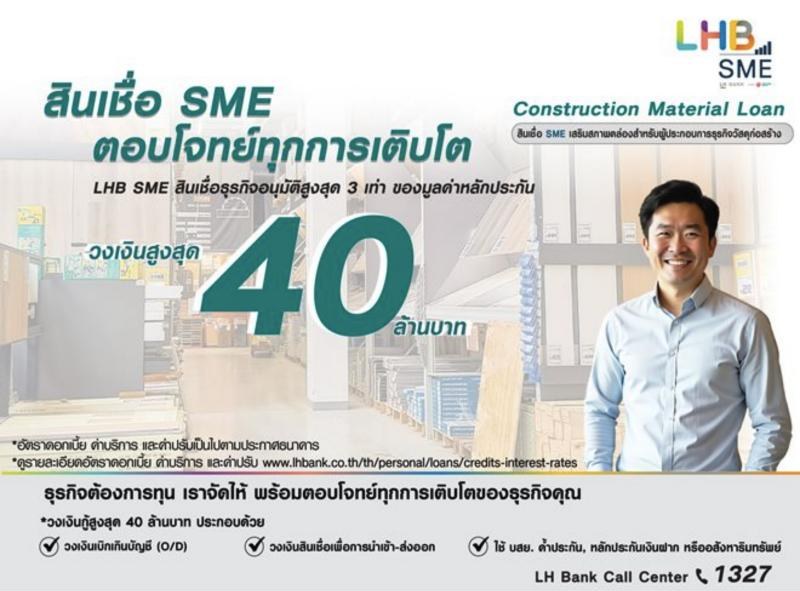 LHB
SME
LH BANK
สินเชื่อ SME
ตอบโจทย์ทุกการเติบโต
Construction Material Loan
สินเชื่อ SME เสริมสภาพคล่องสำหรับผู้ประกอบการธุรกิจวัสดุก่อสร้าง
LHB SME สินเชื่อธุรกิจอนุมัติสูงสุด 3 เท่า ของมูลค่าหลักประกัน
วงเงินสูงสุด 40 ล้านบาท
*อัตราดอกเบี้ย ค่าบริการ และค่าปรับเป็นไปตามประกาศธนาคาร
*ดูรายละเอียดอัตราดอกเบี้ย ค่าบริการ และค่าปรับ www.lhbank.co.th/th/personal/loans/credits-interest-rates
ธุรกิจต้องการทุน เราจัดให้ พร้อมตอบโจทย์ทุกการเติบโตของธุรกิจคุณ
*วงเงินกู้สูงสุด 40 ล้านบาท ประกอบด้วย
วงเงินเบิกเกินบัญชี (O/D) วงเงินสินเชื่อเพื่อการนำเข้า-ส่งออก ใช้ บสย. ค้ำประกัน, หลักประกันเงินฝาก หรืออสังหาริมทรัพย์
LH Bank Call Center 1327